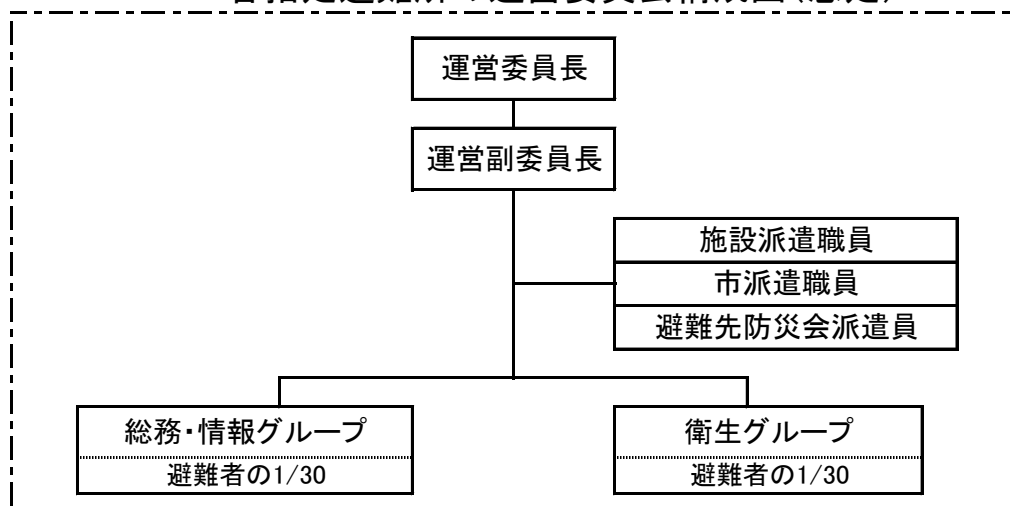 運営委員長
運営副委員長
施設派遣職員
市派遣職員
避難先防災会派遣員
総務・情報グループ
避難者の1/30
衛生グループ
避難者の1/30